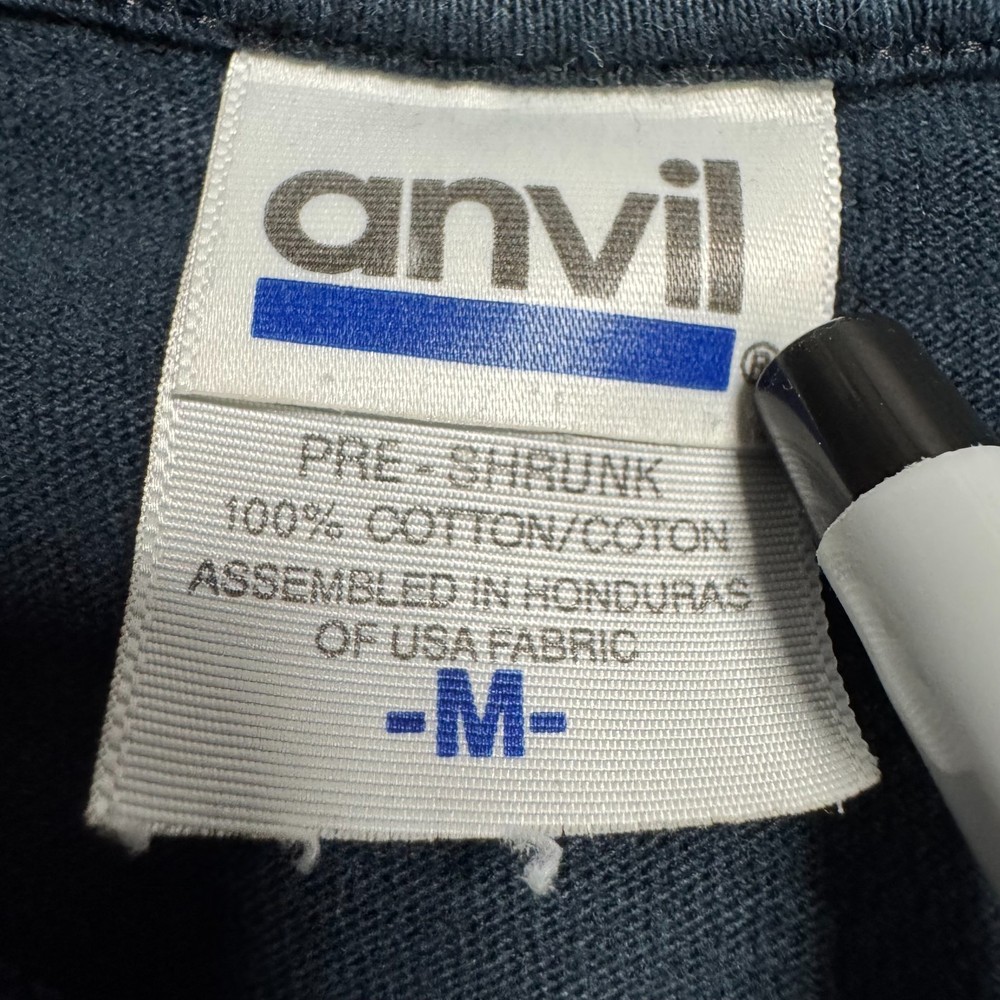 anvil
®
PRE-SHRUNK
100% COTTON/COTON
ASSEMBLED IN HONDURAS
OF USA FABRIC
-M-